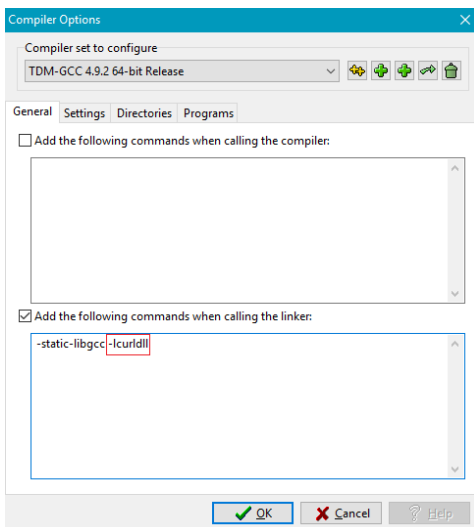 Compiler Options
Compiler set to configure
TDM-GCC 4.9.2 64-bit Release
General Settings Directories Programs
Add the following commands when calling the compiler:
Add the following commands when calling the linker:
-static-libgcc -lcurldll
OK Cancel Help